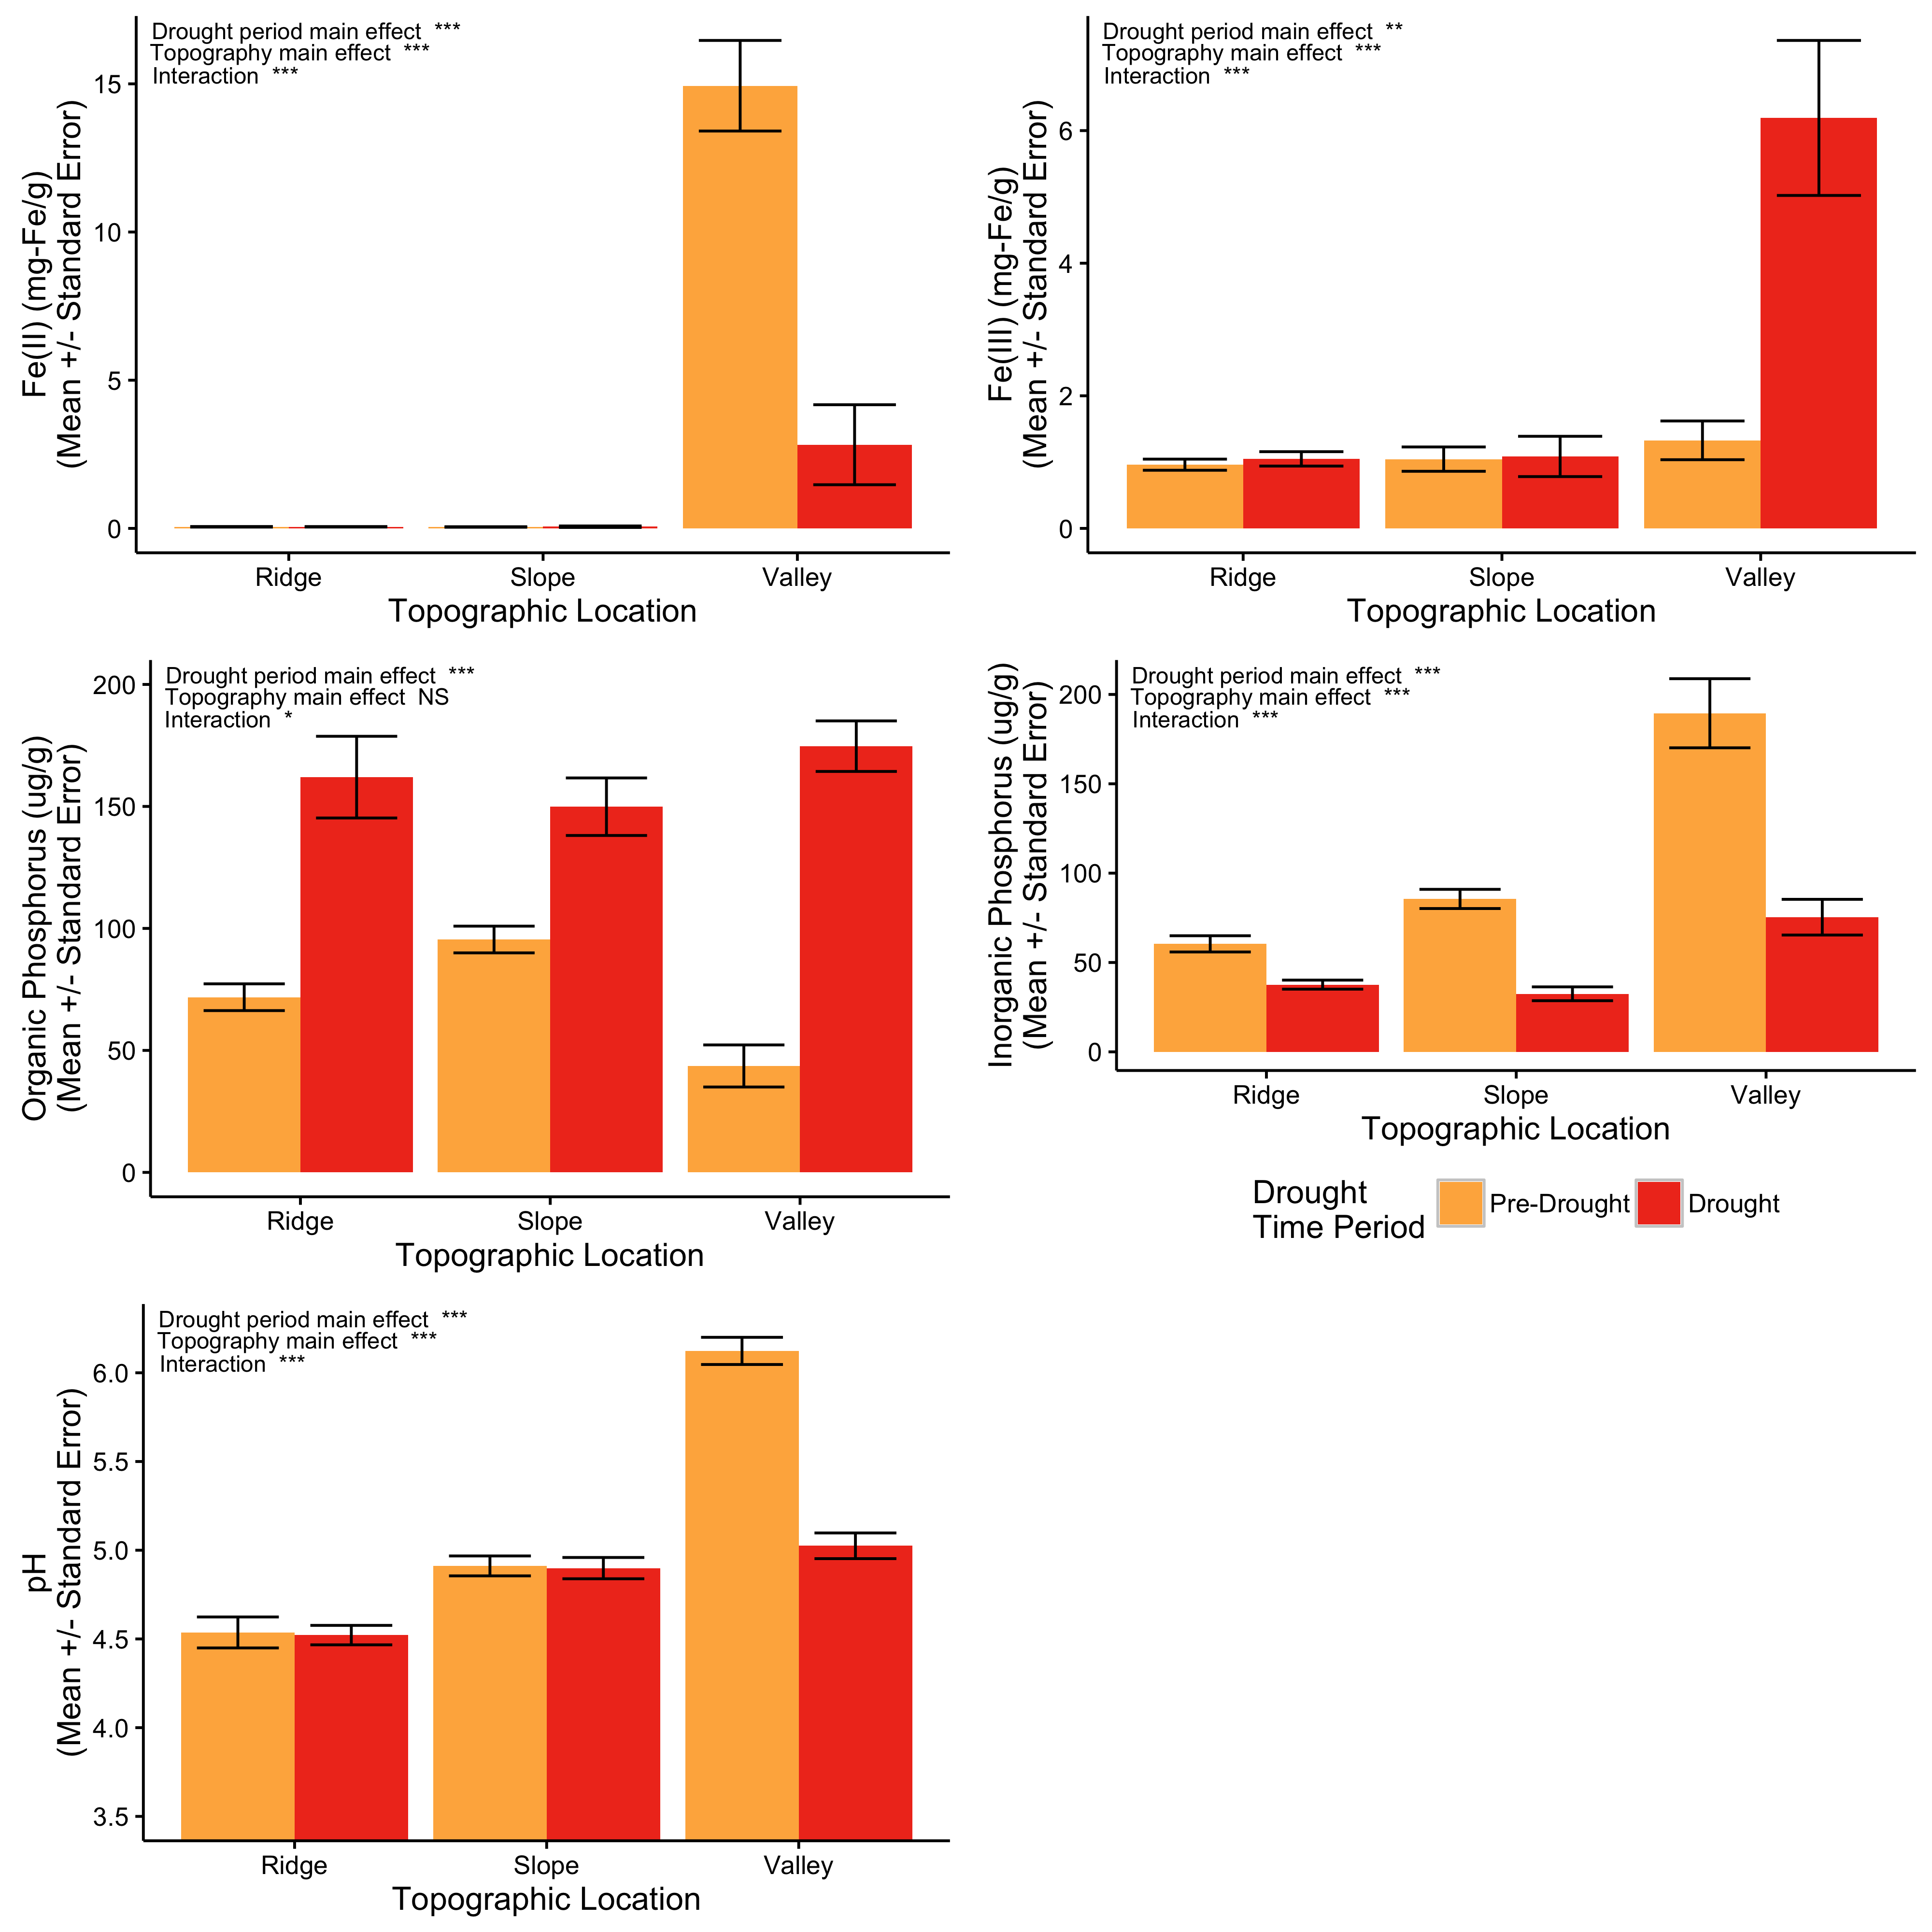 Drought period main effect ***
Topography main effect ***
Interaction ***
Fe(II) (mg-Fe/g)
(Mean +/- Standard Error)
15
10
5
0
Ridge Slope Valley
Topographic Location
Drought period main effect **
Topography main effect ***
Interaction ***
Fe(III) (mg-Fe/g)
(Mean +/- Standard Error)
6
4
2
0
Ridge Slope Valley
Topographic Location
Drought period main effect ***
Topography main effect NS
Interaction *
Organic Phosphorus (ug/g)
(Mean +/- Standard Error)
200
150
100
50
0
Ridge Slope Valley
Topographic Location
Drought period main effect ***
Topography main effect ***
Interaction ***
Inorganic Phosphorus (ug/g)
(Mean +/- Standard Error)
200
150
100
50
0
Ridge Slope Valley
Topographic Location
Drought
Time Period
Pre-Drought Drought
Drought period main effect ***
Topography main effect ***
Interaction ***
pH
(Mean +/- Standard Error)
6.0
5.5
5.0
4.5
4.0
3.5
Ridge Slope Valley
Topographic Location